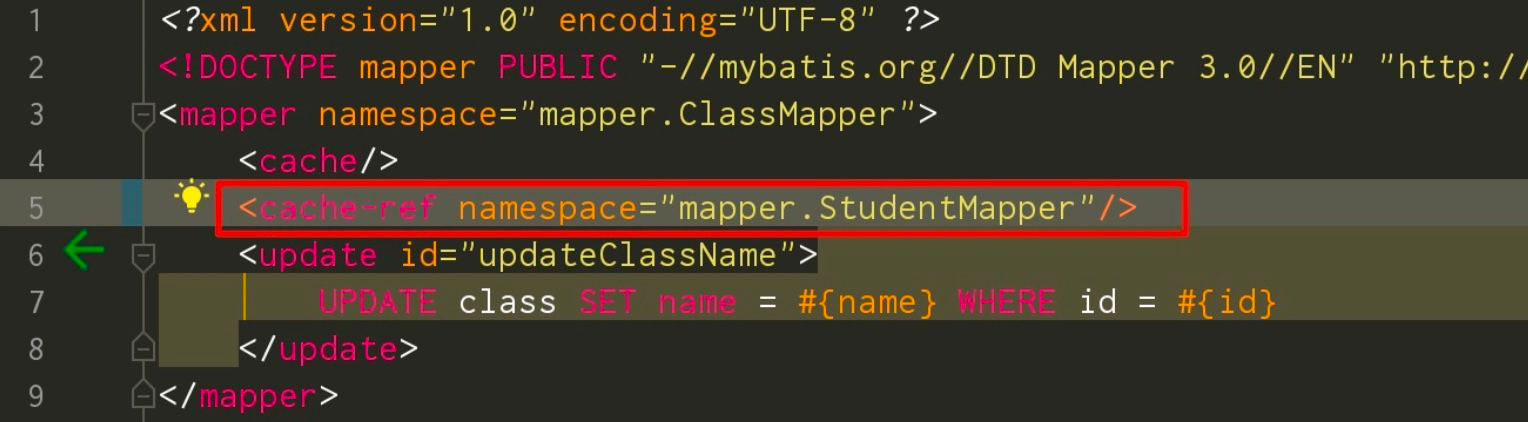 1 <?xml version="1.0" encoding="UTF-8" ?>
2 <!DOCTYPE mapper PUBLIC "-//mybatis.org//DTD Mapper 3.0//EN" "http://
3 <mapper namespace="mapper.ClassMapper">
4 <cache/>
5 <cache-ref namespace="mapper.StudentMapper"/>
6 <update id="updateClassName">
7 UPDATE class SET name = #{name} WHERE id = #{id}
8 </update>
9 </mapper>